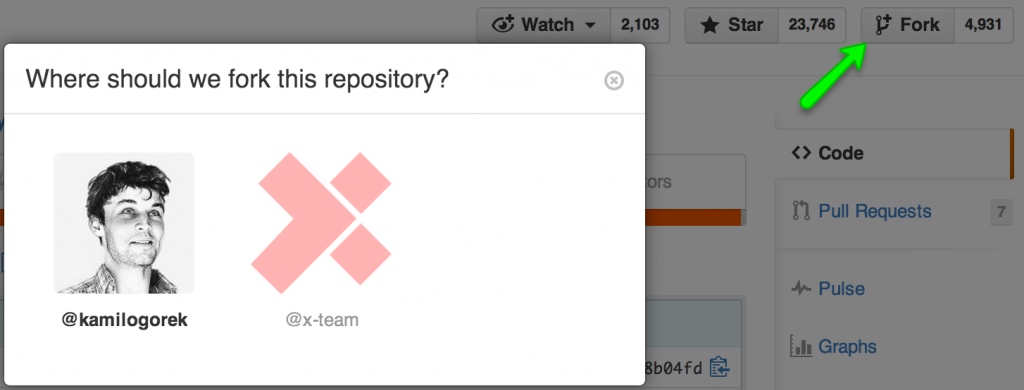 Watch 2,103 Star 23,746 Fork 4,931
Where should we fork this repository?
Code
tors
Pull Requests 7
Pulse
@kamilogorek @x-team
Graphs
8b04fd